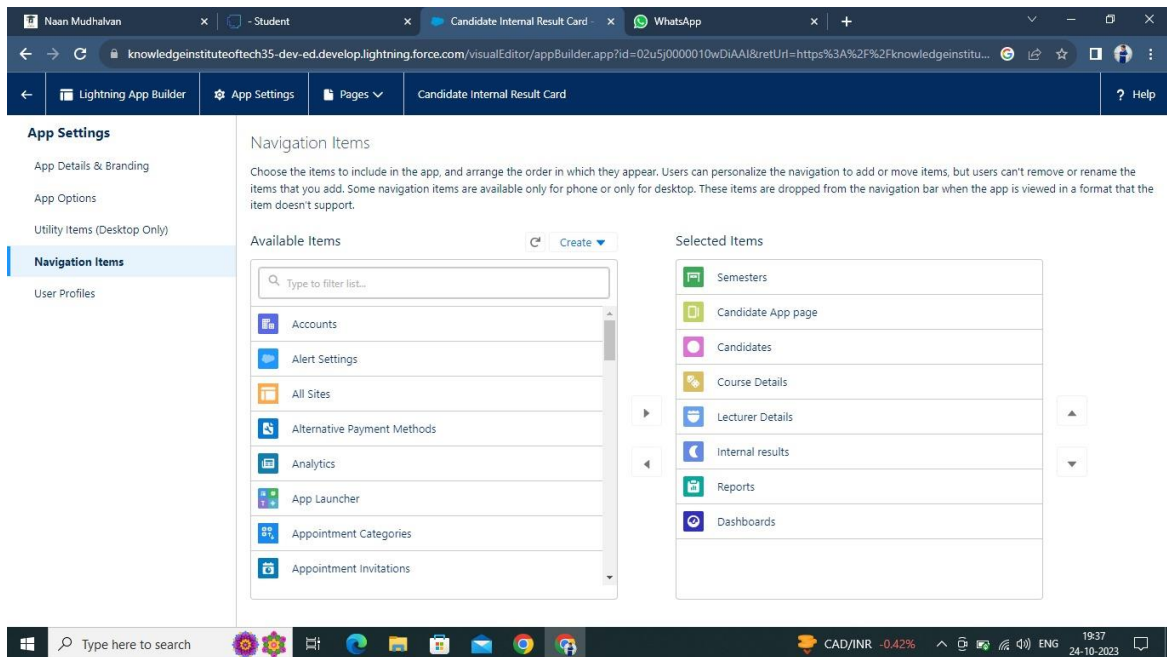 Naan Mudhalvan
- Student
Candidate Internal Result Card -
WhatsApp
knowledgeinstituteoftech35-dev-ed.develop.lightning.force.com/visualEditor/appBuilder.app?id=02u5j0000010wDiAAI&retUrl=https%3A%2F%2Fknowledgeinstitu...
Lightning App Builder
App Settings
Pages
Candidate Internal Result Card
? Help
App Settings
App Details & Branding
App Options
Utility Items (Desktop Only)
Navigation Items
User Profiles
Navigation Items
Choose the items to include in the app, and arrange the order in which they appear. Users can personalize the navigation to add or move items, but users can't remove or rename the
items that you add. Some navigation items are available only for phone or only for desktop. These items are dropped from the navigation bar when the app is viewed in a format that the
item doesn't support.
Available Items
Create
Type to filter list...
Accounts
Alert Settings
All Sites
Alternative Payment Methods
Analytics
App Launcher
Appointment Categories
Appointment Invitations
Selected Items
Semesters
Candidate App page
Candidates
Course Details
Lecturer Details
Internal results
Reports
Dashboards
Type here to search
CAD/INR -0.42%
ENG
19:37
24-10-2023